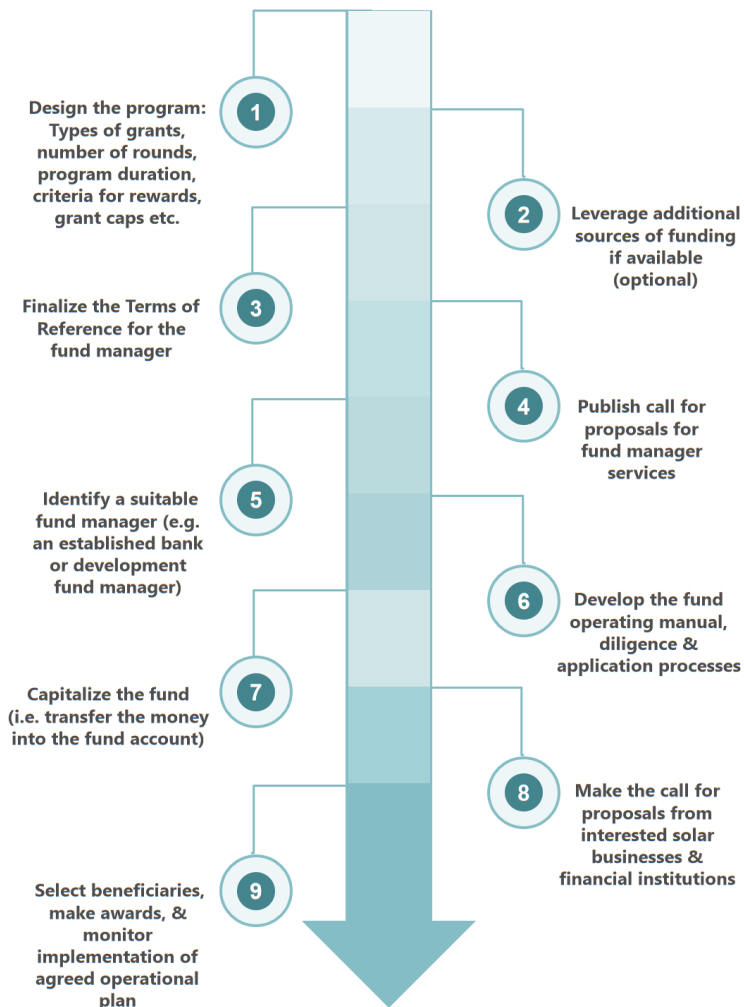 1
Design the program:
Types of grants,
number of rounds,
program duration,
criteria for rewards,
grant caps etc.
2
Leverage additional
sources of funding
if available
(optional)
3
Finalize the Terms of
Reference for the
fund manager
4
Publish call for
proposals for
fund manager
services
5
Identify a suitable
fund manager (e.g.
an established bank
or development
fund manager)
6
Develop the fund
operating manual,
diligence &
application processes
7
Capitalize the fund
(i.e. transfer the money
into the fund account)
8
Make the call for
proposals from
interested solar
businesses &
financial institutions
9
Select beneficiaries,
make awards, &
monitor
implementation of
agreed operational
plan